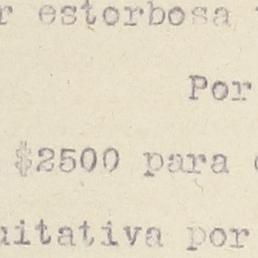 r estorbosa
Por
$2500 para
uitativa por